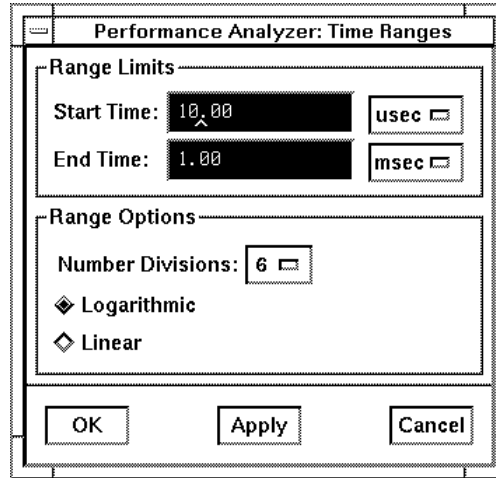 Performance Analyzer: Time Ranges
Range Limits
Start Time: 10.00 usec
End Time: 1.00 msec
Range Options
Number Divisions: 6
Logarithmic
Linear
OK Apply Cancel